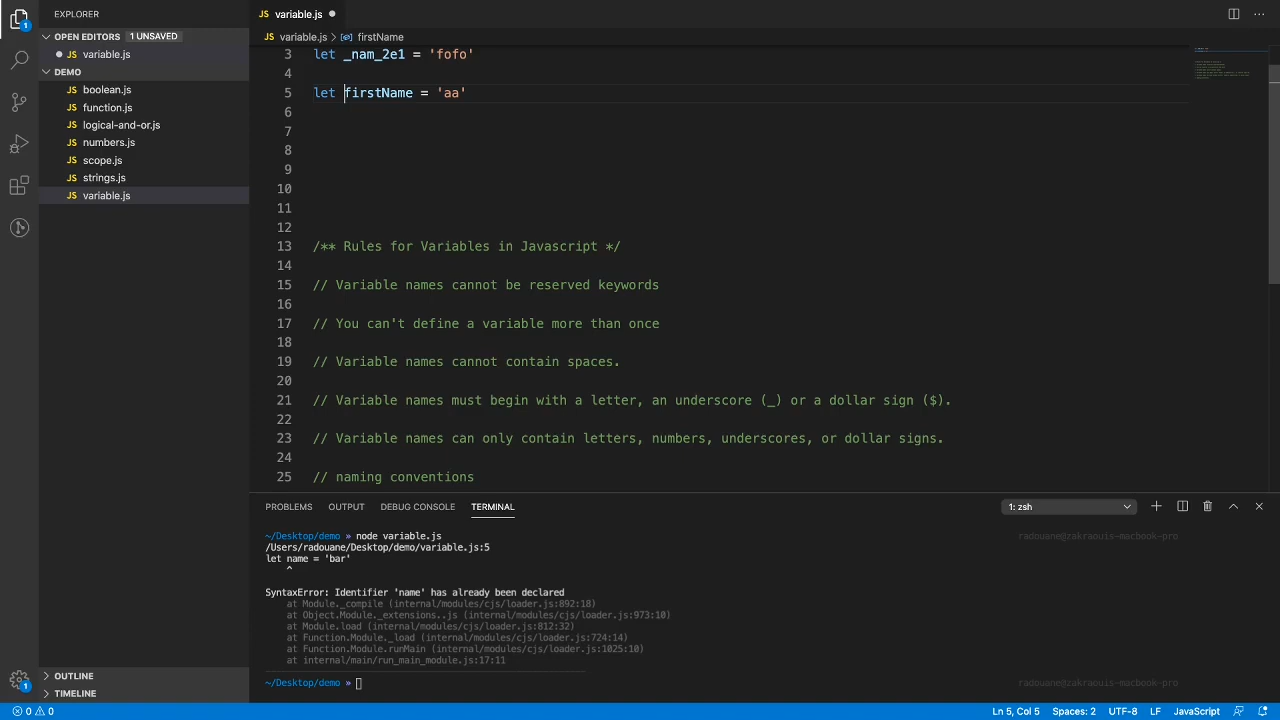 EXPLORER
OPEN EDITORS 1 UNSAVED
JS variable.js
DEMO
JS boolean.js
JS function.js
JS logical-and-or.js
JS numbers.js
JS scope.js
JS strings.js
JS variable.js
OUTLINE
TIMELINE
JS variable.js
JS variable.js > firstName
3 let _nam_2e1 = 'fofo'
4
5 let firstName = 'aa'
6
7
8
9
10
11
12
13 /** Rules for Variables in Javascript */
14
15 // Variable names cannot be reserved keywords
16
17 // You can't define a variable more than once
18
19 // Variable names cannot contain spaces.
20
21 // Variable names must begin with a letter, an underscore (_) or a dollar sign ($).
22
23 // Variable names can only contain letters, numbers, underscores, or dollar signs.
24
25 // naming conventions
PROBLEMS OUTPUT DEBUG CONSOLE TERMINAL 1: zsh
~/Desktop/demo » node variable.js radouane@zakraouis-macbook-pro
/Users/radouane/Desktop/demo/variable.js:5
let name = 'bar'
^
SyntaxError: Identifier 'name' has already been declared
at Module._compile (internal/modules/cjs/loader.js:892:18)
at Object.Module._extensions..js (internal/modules/cjs/loader.js:973:10)
at Module.load (internal/modules/cjs/loader.js:812:32)
at Function.Module._load (internal/modules/cjs/loader.js:724:14)
at Function.Module.runMain (internal/modules/cjs/loader.js:1025:10)
at internal/main/run_main_module.js:17:11
~/Desktop/demo » radouane@zakraouis-macbook-pro
0 0 Ln 5, Col 5 Spaces: 2 UTF-8 LF JavaScript
1
1